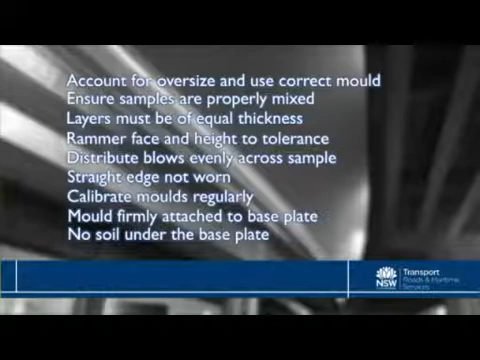 Account for oversize and use correct mould
Ensure samples are properly mixed
Layers must be of equal thickness
Rammer face and height to tolerance
Distribute blows evenly across sample
Straight edge not worn
Calibrate moulds regularly
Mould firmly attached to base plate
No soil under the base plate
NSW
Transport
Roads & Maritime
Services